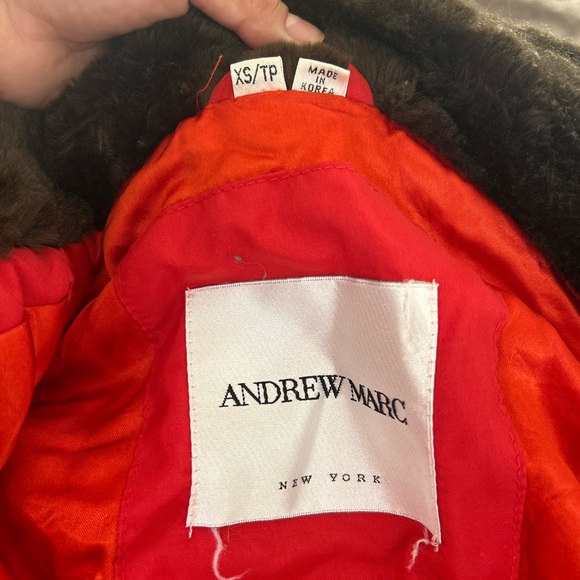 XS/TP
MADE
IN
KOREA
ANDREW MARC
NEW YORK